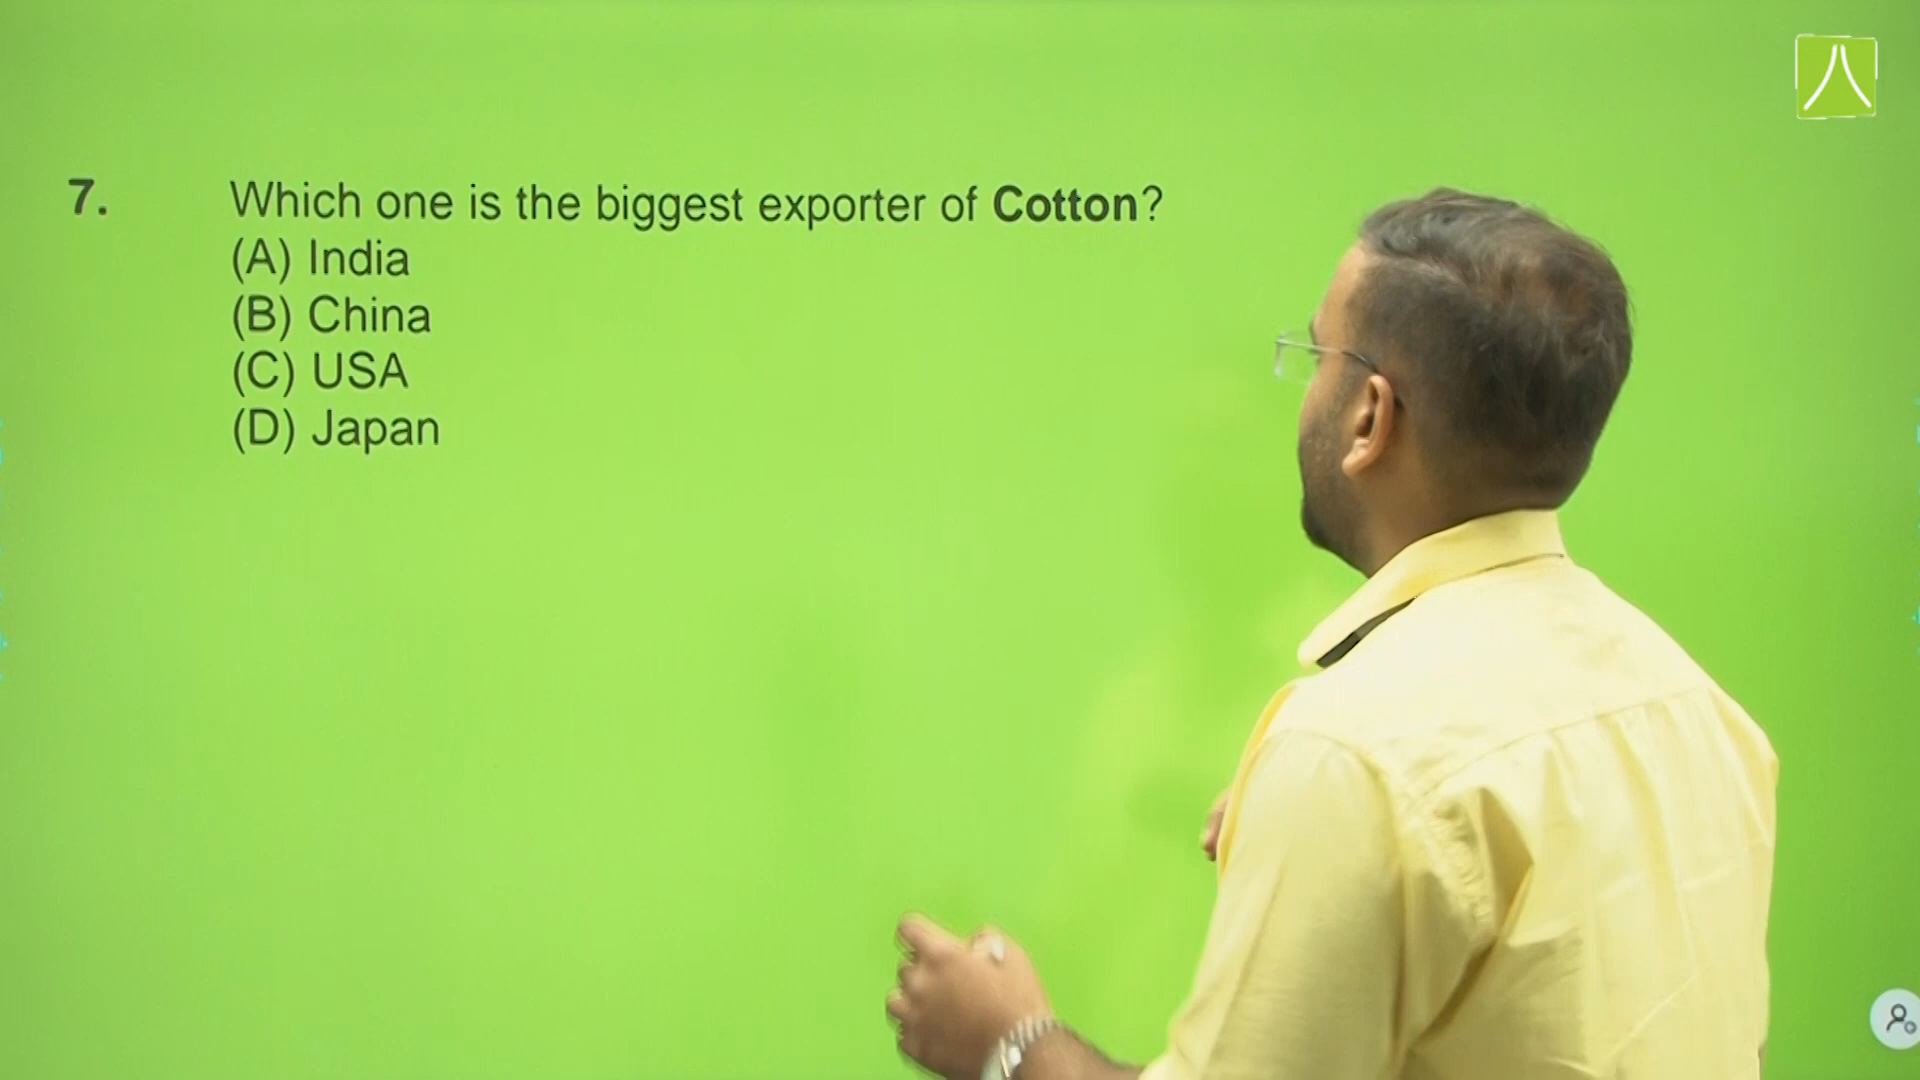 7. Which one is the biggest exporter of Cotton?
(A) India
(B) China
(C) USA
(D) Japan